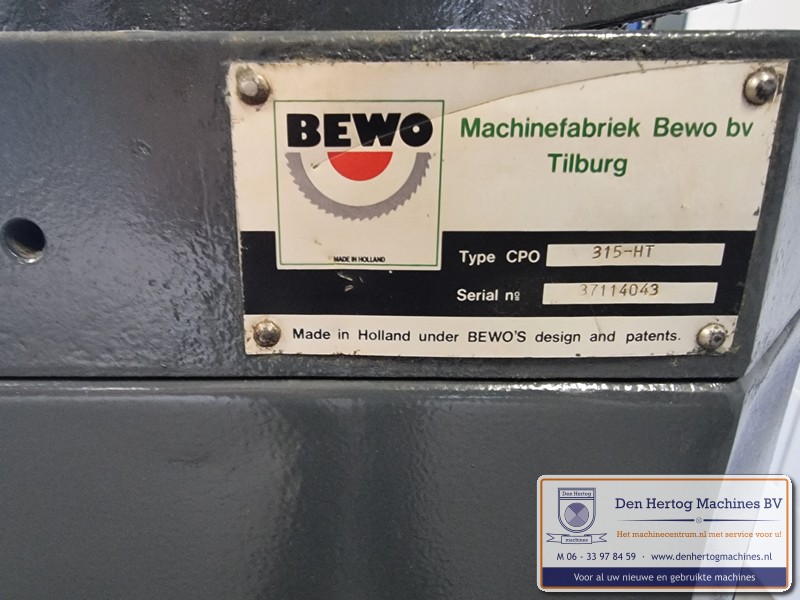 BEWO
MADE IN HOLLAND
Machinefabriek Bewo bv
Tilburg
Type CPO 315-HT
Serial nº 37114043
Made in Holland under BEWO'S design and patents.
Den Hertog
machines
Den Hertog Machines BV
Het machinecentrum.nl met service voor u!
M 06 - 33 97 84 59 · www.denhertogmachines.nl
Voor al uw nieuwe en gebruikte machines